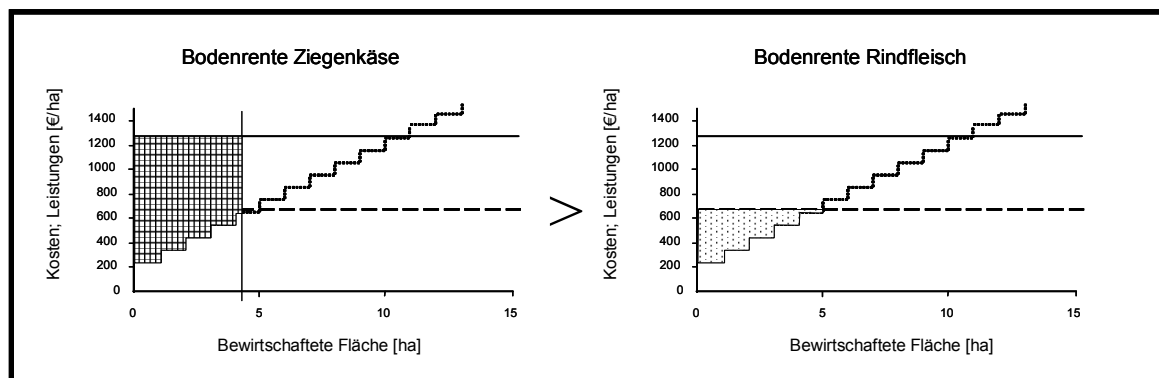 Bodenrente Ziegenkäse
Kosten; Leistungen [€/ha]
1400
1200
1000
800
600
400
200
0
0 5 10 15
Bewirtschaftete Fläche [ha]
>
Bodenrente Rindfleisch
Kosten; Leistungen [€/ha]
1400
1200
1000
800
600
400
200
0
0 5 10 15
Bewirtschaftete Fläche [ha]